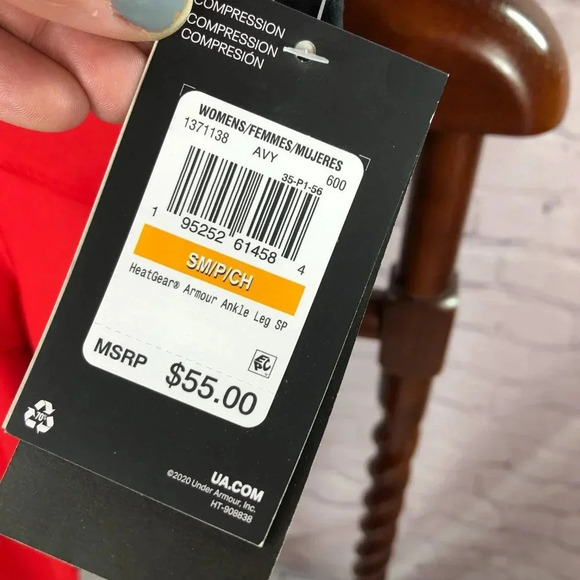 COMPRESSION
COMPRESSION
COMPRESIÓN
WOMENS/FEMMES/MUJERES
1371138 AVY 600
35-P1-56
1 95252 61458 4
SM/P/CH
HeatGear® Armour Ankle Leg SP
MSRP $55.00
70%
UA.COM
©2020 Under Armour, Inc.
HT-908838